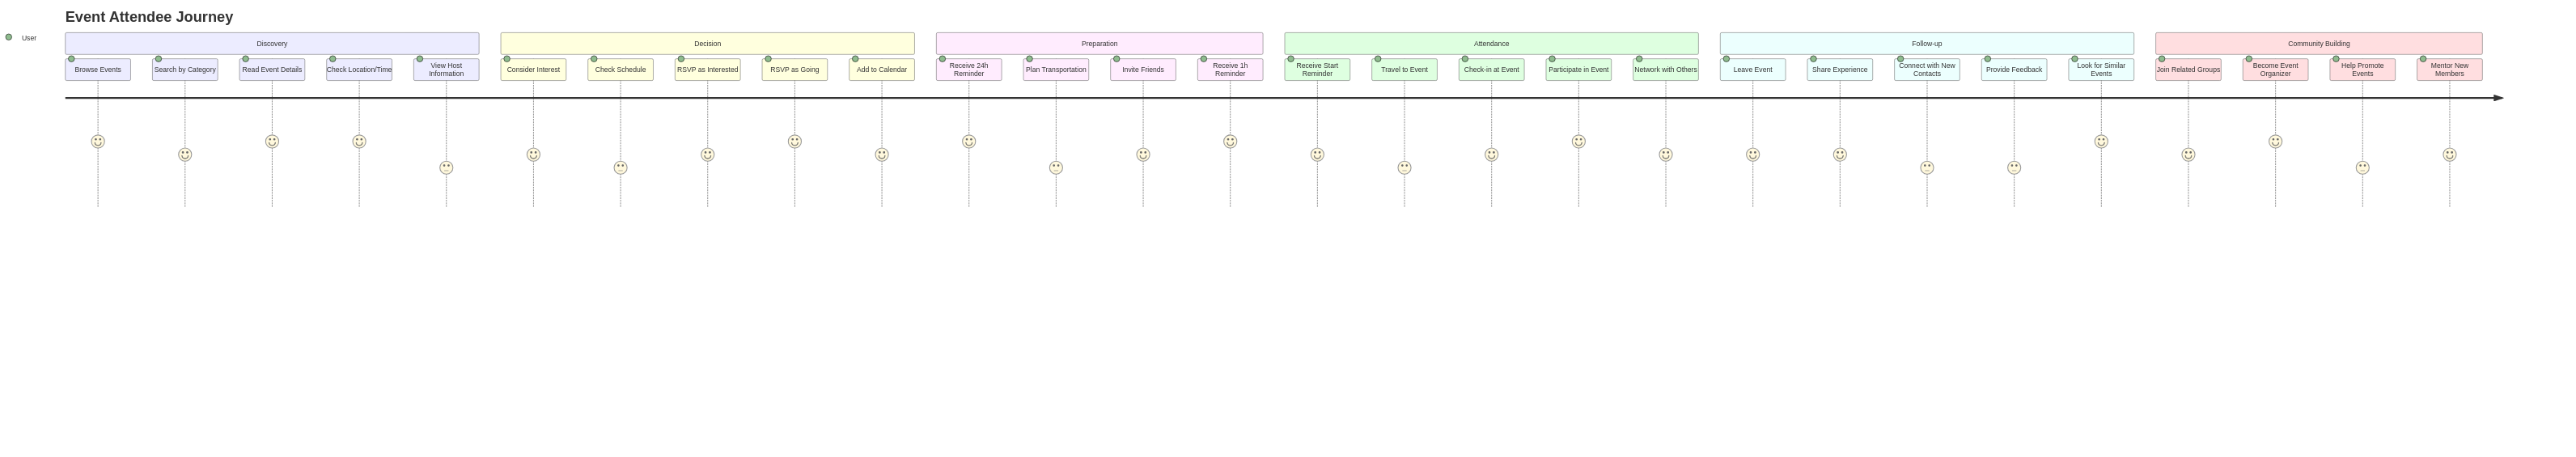 Event Attendee Journey
User
Discovery
Decision
Preparation
Attendance
Follow-up
Community Building
Browse Events
Search by Category
Read Event Details
Check Location/Time
View Host
Information
Consider Interest
Check Schedule
RSVP as Interested
RSVP as Going
Add to Calendar
Receive 24h
Reminder
Plan Transportation
Invite Friends
Receive 1h
Reminder
Receive Start
Reminder
Travel to Event
Check-in at Event
Participate in Event
Network with Others
Leave Event
Share Experience
Connect with New
Contacts
Provide Feedback
Look for Similar
Events
Join Related Groups
Become Event
Organizer
Help Promote
Events
Mentor New
Members